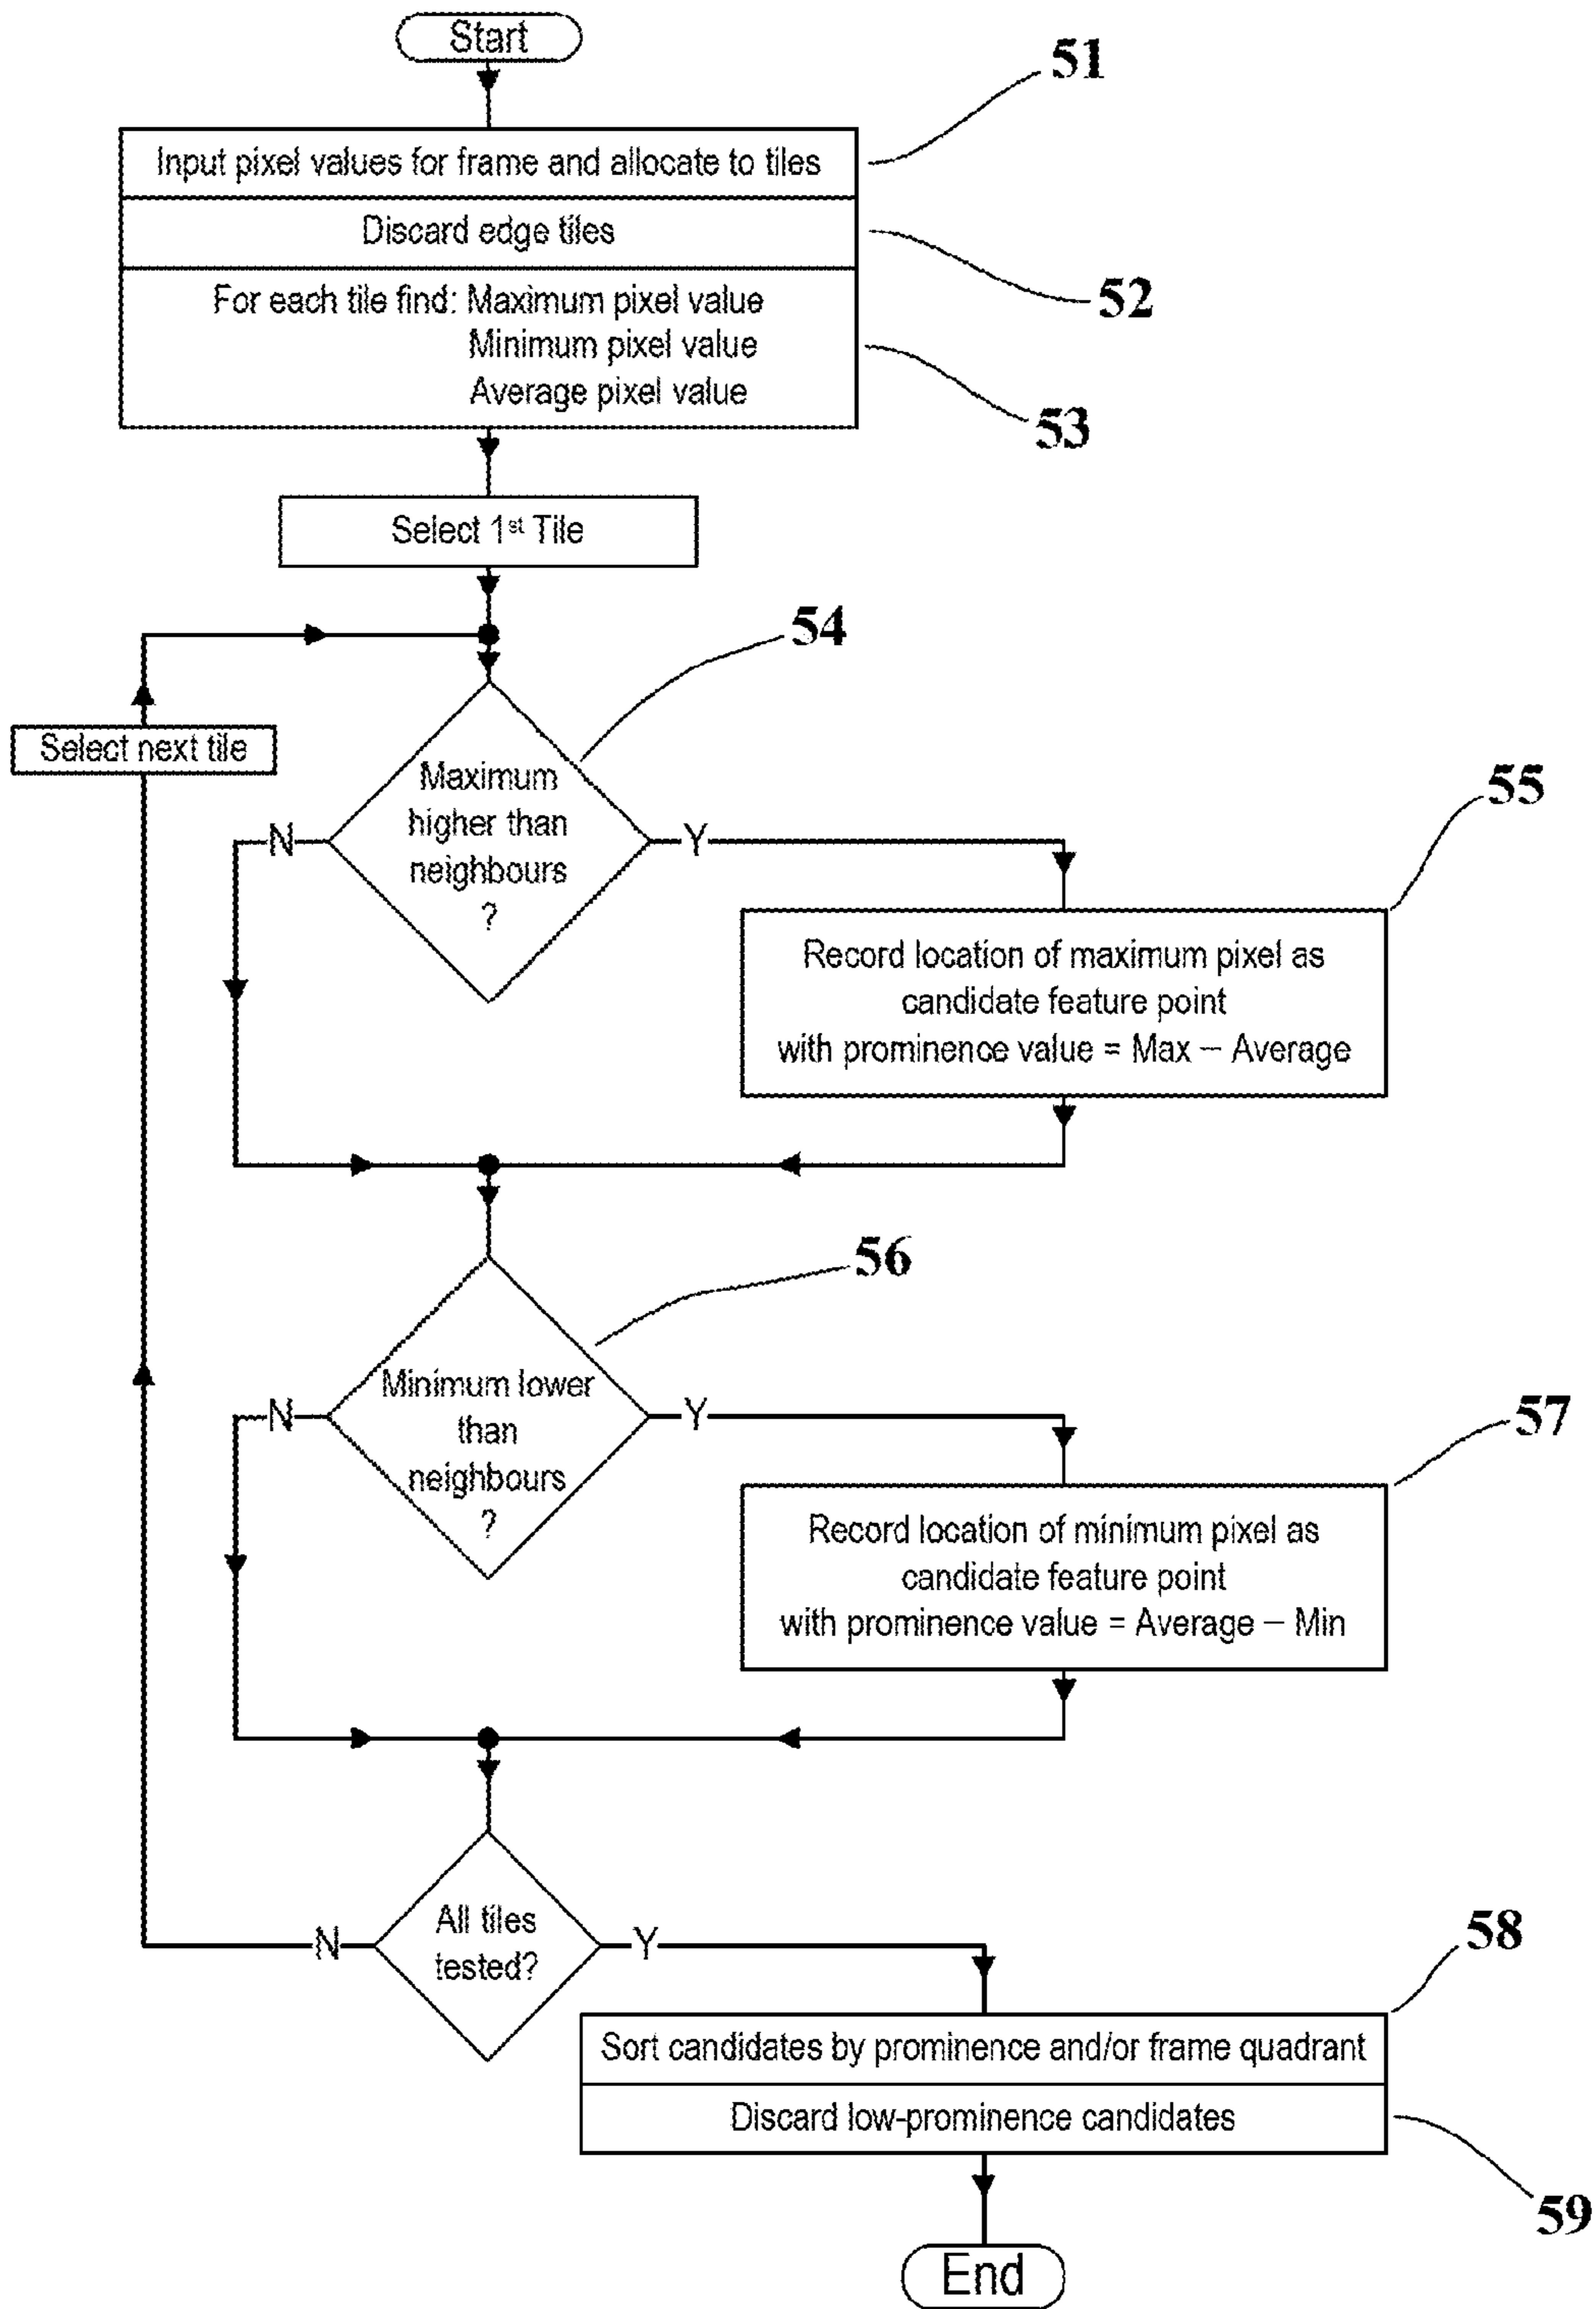 Start
51
Input pixel values for frame and allocate to tiles
Discard edge tiles
52
For each tile find: Maximum pixel value
Minimum pixel value
Average pixel value
53
Select 1st Tile
54
Select next tile
Maximum
higher than
neighbours
?
N
Y
55
Record location of maximum pixel as
candidate feature point
with prominence value = Max – Average
56
Minimum lower
than
neighbours
?
N
Y
57
Record location of minimum pixel as
candidate feature point
with prominence value = Average – Min
All tiles
tested?
N
Y
58
Sort candidates by prominence and/or frame quadrant
Discard low-prominence candidates
59
End